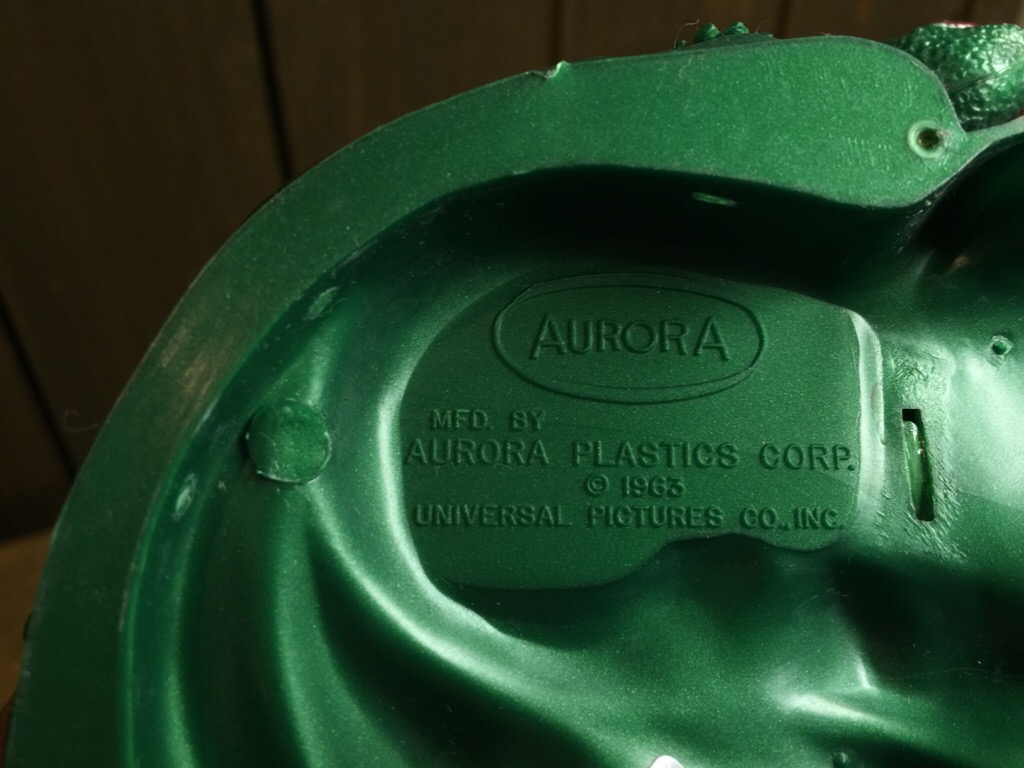 AURORA
MFD. BY
AURORA PLASTICS CORP.
© 1963
UNIVERSAL PICTURES CO., INC.